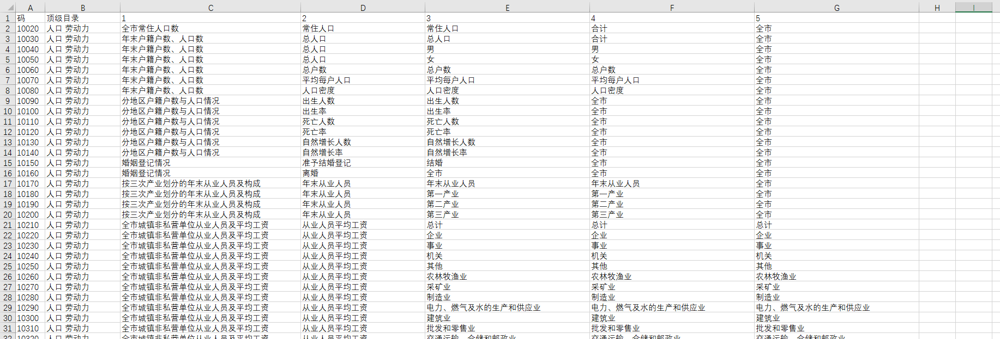 A B C D E F G H I
1 码 顶级目录 1 2 3 4 5
2 10020 人口 劳动力 全市常住人口数 常住人口 常住人口 合计 全市
3 10030 人口 劳动力 年末户籍户数、人口数 总人口 总人口 合计 全市
4 10040 人口 劳动力 年末户籍户数、人口数 总人口 男 男 全市
5 10050 人口 劳动力 年末户籍户数、人口数 总人口 女 女 全市
6 10060 人口 劳动力 年末户籍户数、人口数 总户数 总户数 总户数 全市
7 10070 人口 劳动力 年末户籍户数、人口数 平均每户人口 平均每户人口 平均每户人口 全市
8 10080 人口 劳动力 年末户籍户数、人口数 人口密度 人口密度 人口密度 全市
9 10090 人口 劳动力 分地区户籍户数与人口情况 出生人数 出生人数 全市 全市
10 10100 人口 劳动力 分地区户籍户数与人口情况 出生率 出生率 全市 全市
11 10110 人口 劳动力 分地区户籍户数与人口情况 死亡人数 死亡人数 全市 全市
12 10120 人口 劳动力 分地区户籍户数与人口情况 死亡率 死亡率 全市 全市
13 10130 人口 劳动力 分地区户籍户数与人口情况 自然增长人数 自然增长人数 全市 全市
14 10140 人口 劳动力 分地区户籍户数与人口情况 自然增长率 自然增长率 全市 全市
15 10150 人口 劳动力 婚姻登记情况 准予结婚登记 结婚 全市 全市
16 10160 人口 劳动力 婚姻登记情况 离婚 全市 全市 全市
17 10170 人口 劳动力 按三次产业划分的年末从业人员及构成 年末从业人员 年末从业人员 年末从业人员 全市
18 10180 人口 劳动力 按三次产业划分的年末从业人员及构成 年末从业人员 第一产业 第一产业 全市
19 10190 人口 劳动力 按三次产业划分的年末从业人员及构成 年末从业人员 第二产业 第二产业 全市
20 10200 人口 劳动力 按三次产业划分的年末从业人员及构成 年末从业人员 第三产业 第三产业 全市
21 10210 人口 劳动力 全市城镇非私营单位从业人员及平均工资 从业人员平均工资 总计 总计 总计
22 10220 人口 劳动力 全市城镇非私营单位从业人员及平均工资 从业人员平均工资 企业 企业 企业
23 10230 人口 劳动力 全市城镇非私营单位从业人员及平均工资 从业人员平均工资 事业 事业 事业
24 10240 人口 劳动力 全市城镇非私营单位从业人员及平均工资 从业人员平均工资 机关 机关 机关
25 10250 人口 劳动力 全市城镇非私营单位从业人员及平均工资 从业人员平均工资 其他 其他 其他
26 10260 人口 劳动力 全市城镇非私营单位从业人员及平均工资 从业人员平均工资 农林牧渔业 农林牧渔业 农林牧渔业
27 10270 人口 劳动力 全市城镇非私营单位从业人员及平均工资 从业人员平均工资 采矿业 采矿业 采矿业
28 10280 人口 劳动力 全市城镇非私营单位从业人员及平均工资 从业人员平均工资 制造业 制造业 制造业
29 10290 人口 劳动力 全市城镇非私营单位从业人员及平均工资 从业人员平均工资 电力、燃气及水的生产和供应业 电力、燃气及水的生产和供应业 电力、燃气及水的生产和供应业
30 10300 人口 劳动力 全市城镇非私营单位从业人员及平均工资 从业人员平均工资 建筑业 建筑业 建筑业
31 10310 人口 劳动力 全市城镇非私营单位从业人员及平均工资 从业人员平均工资 批发和零售业 批发和零售业 批发和零售业
32 10320 人口 劳动力 全市城镇非私营单位从业人员及平均工资 从业人员平均工资 交通运输、仓储和邮政业 交通运输、仓储和邮政业 交通运输、仓储和邮政业